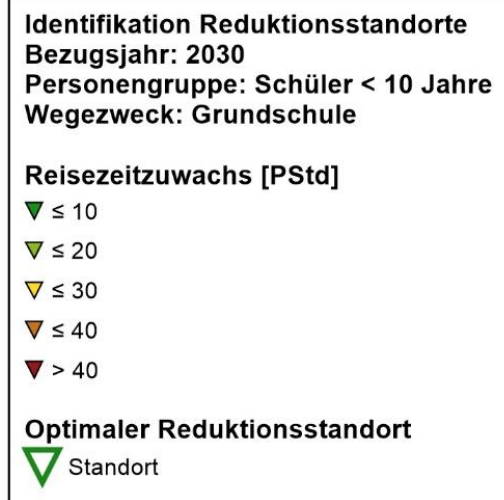 Identifikation Reduktionsstandorte
Bezugsjahr: 2030
Personengruppe: Schüler < 10 Jahre
Wegezweck: Grundschule
Reisezeitzuwachs [PStd]
≤ 10
≤ 20
≤ 30
≤ 40
> 40
Optimaler Reduktionsstandort
Standort